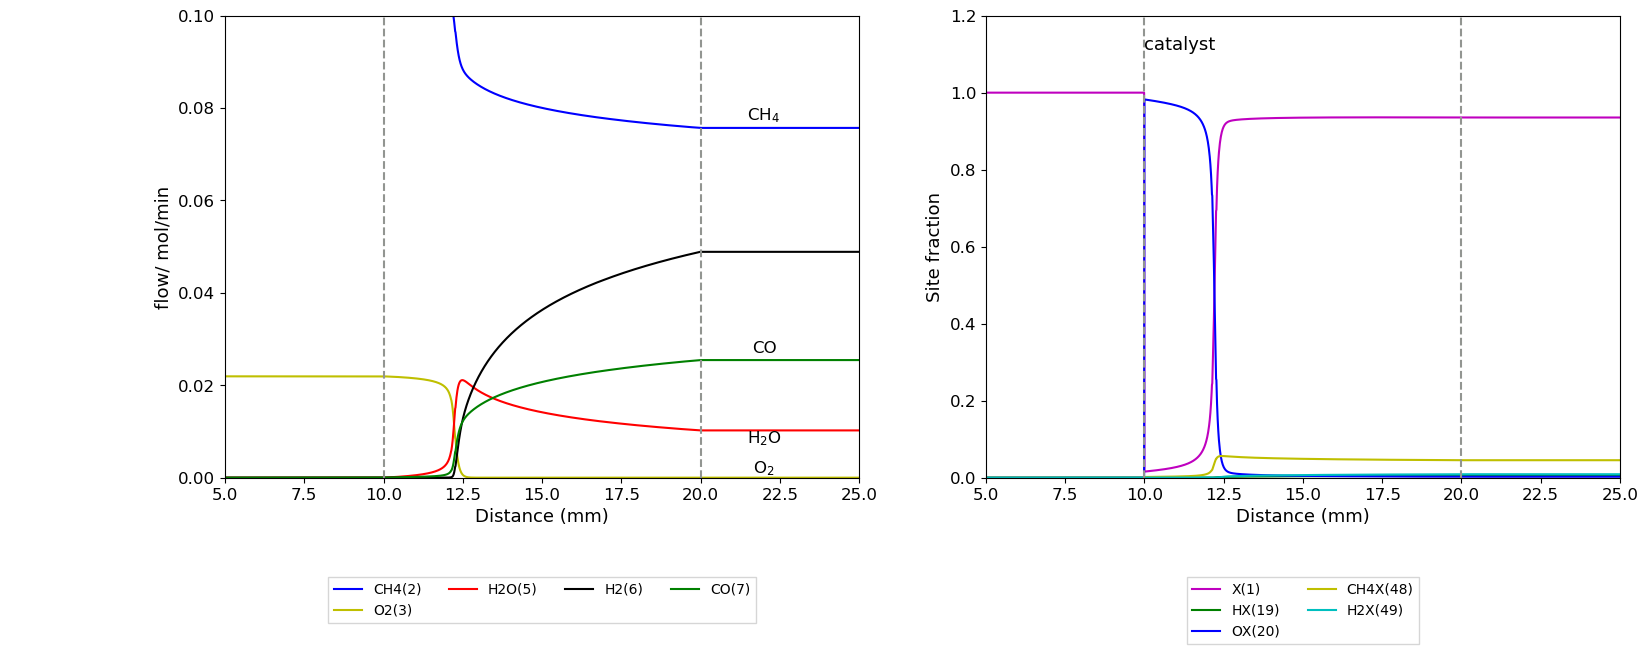 0.10
0.08
0.06
0.04
0.02
0.00
flow/ mol/min
CH₄
CO
H₂O
O₂
5.0 7.5 10.0 12.5 15.0 17.5 20.0 22.5 25.0
Distance (mm)
CH4(2) H2O(5) H2(6) CO(7)
O2(3)
1.2
1.0
0.8
0.6
0.4
0.2
0.0
Site fraction
catalyst
5.0 7.5 10.0 12.5 15.0 17.5 20.0 22.5 25.0
Distance (mm)
X(1) CH4X(48)
HX(19) H2X(49)
OX(20)